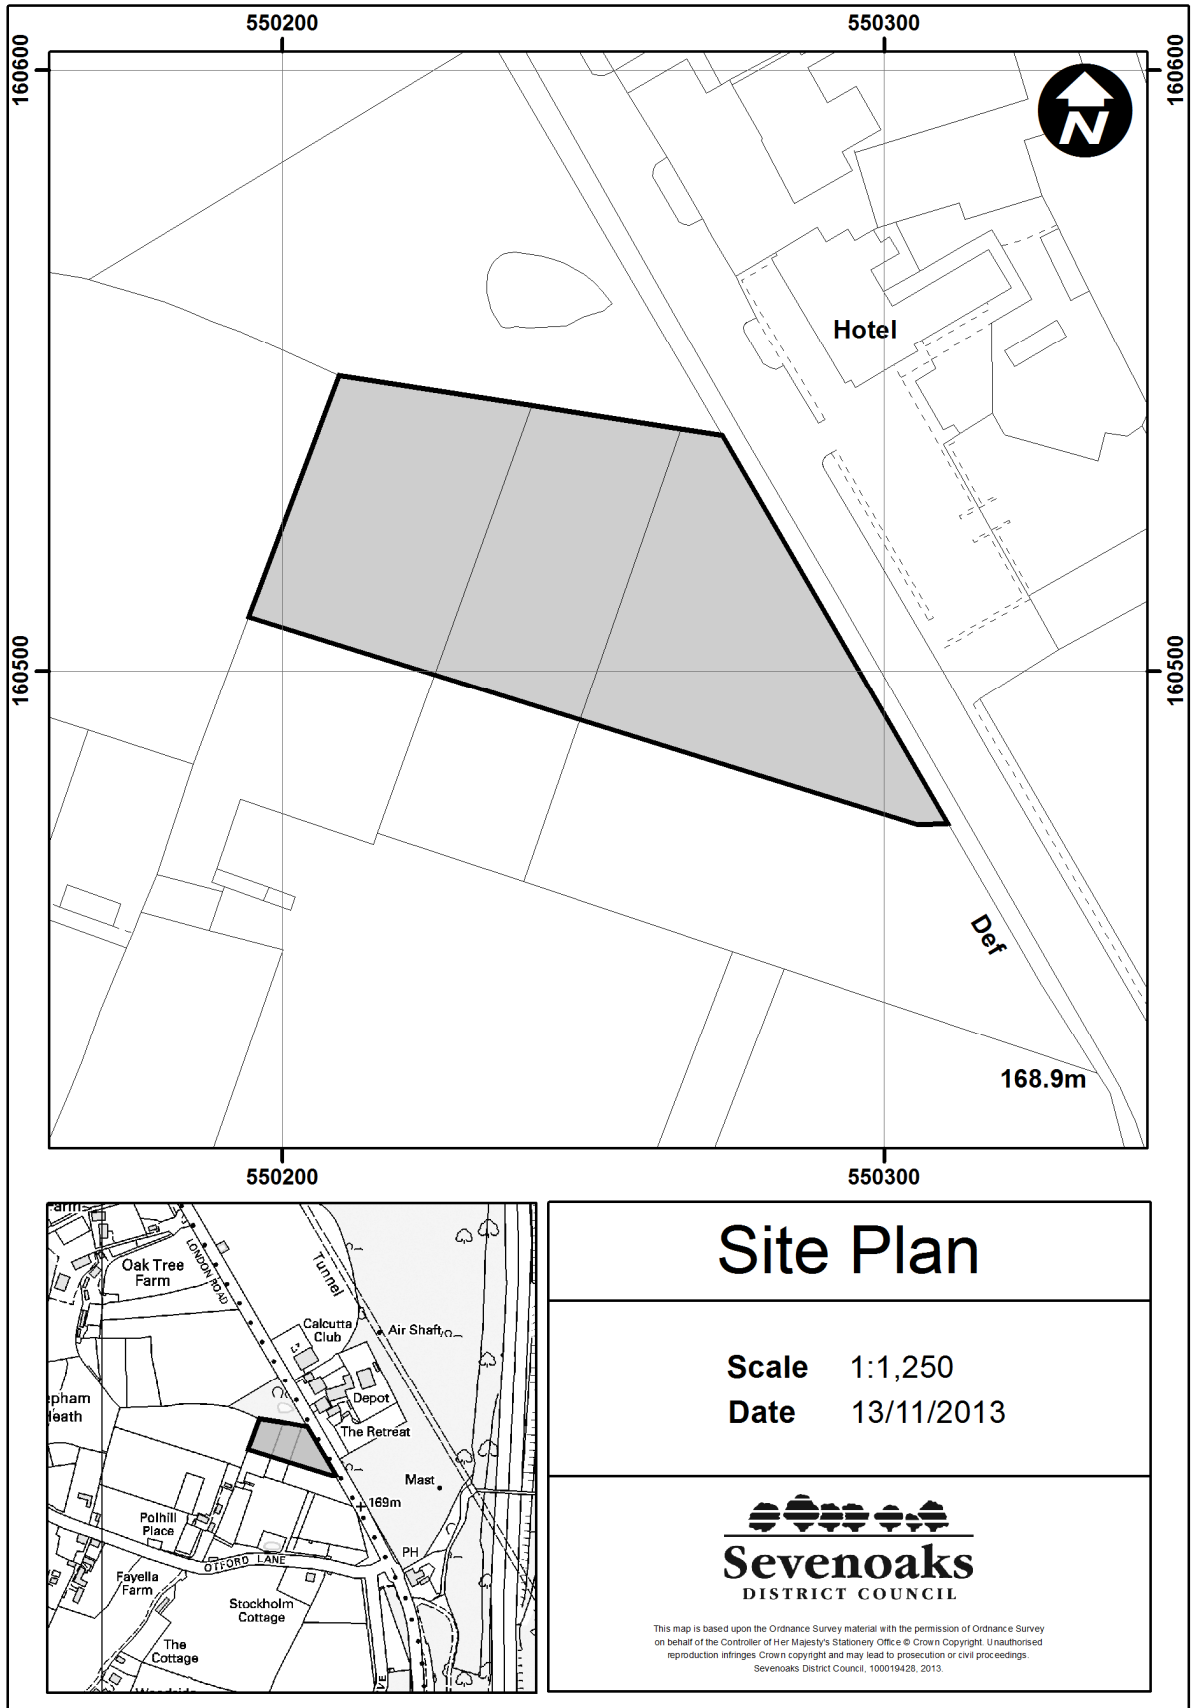 550200
550300
160600
160600
N
Hotel
160500
160500
Def
168.9m
550200
550300
Oak Tree
Farm
LONDON ROAD
Tunnel
Calcutta
Club
Air Shaft
Depot
The Retreat
Mast
169m
Polhill
Place
PH
OTFORD LANE
Fayella
Farm
Stockholm
Cottage
The
Cottage
Site Plan
Scale 1:1,250
Date 13/11/2013
Sevenoaks
DISTRICT COUNCIL
This map is based upon the Ordnance Survey material with the permission of Ordnance Survey
on behalf of the Controller of Her Majesty's Stationery Office © Crown Copyright. Unauthorised
reproduction infringes Crown copyright and may lead to prosecution or civil proceedings.
Sevenoaks District Council, 100019428, 2013.